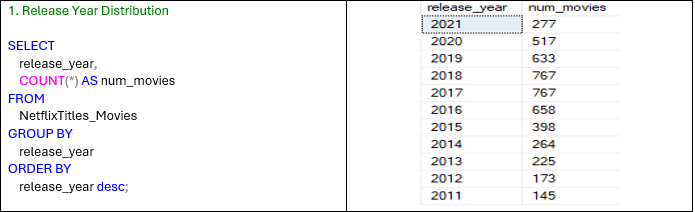 1. Release Year Distribution
SELECT
release_year,
COUNT(*) AS num_movies
FROM
NetflixTitles_Movies
GROUP BY
release_year
ORDER BY
release_year desc;
release_year num_movies
2021 277
2020 517
2019 633
2018 767
2017 767
2016 658
2015 398
2014 264
2013 225
2012 173
2011 145